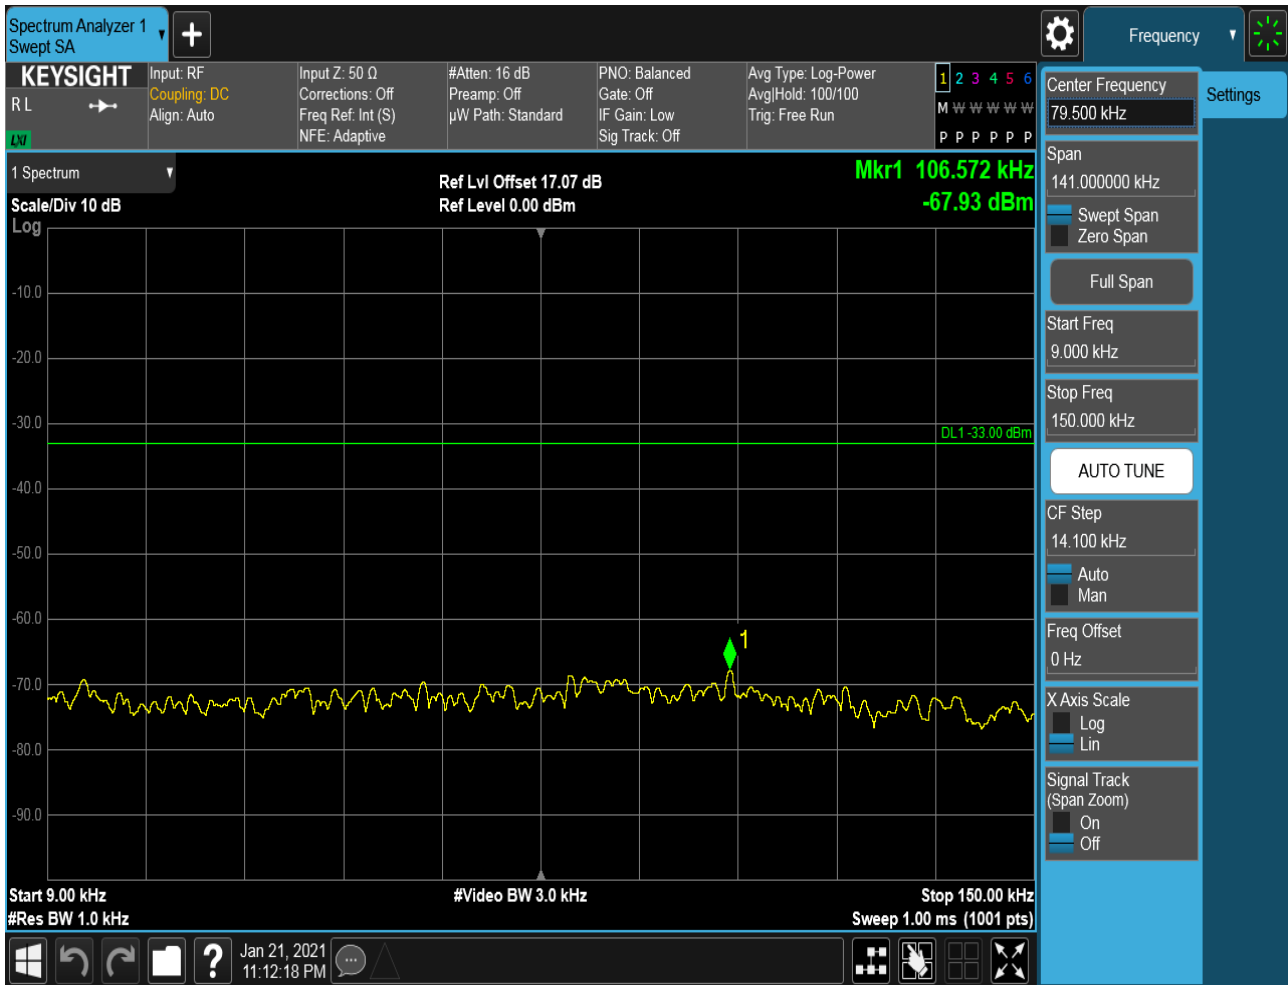 Spectrum Analyzer 1
Swept SA
+
Frequency
KEYSIGHT
R L
LXI
Input: RF
Coupling: DC
Align: Auto
Input Z: 50 Ω
Corrections: Off
Freq Ref: Int (S)
NFE: Adaptive
#Atten: 16 dB
Preamp: Off
µW Path: Standard
PNO: Balanced
Gate: Off
IF Gain: Low
Sig Track: Off
Avg Type: Log-Power
Avg|Hold: 100/100
Trig: Free Run
1 2 3 4 5 6
M W W W W W
P P P P P P
1 Spectrum
Scale/Div 10 dB
Log
Ref Lvl Offset 17.07 dB
Ref Level 0.00 dBm
Mkr1 106.572 kHz
-67.93 dBm
-10.0
-20.0
-30.0
DL1 -33.00 dBm
-40.0
-50.0
-60.0
1
-70.0
-80.0
-90.0
Start 9.00 kHz
#Video BW 3.0 kHz
Stop 150.00 kHz
#Res BW 1.0 kHz
Sweep 1.00 ms (1001 pts)
?
Jan 21, 2021
11:12:18 PM
Center Frequency
79.500 kHz
Settings
Span
141.000000 kHz
Swept Span
Zero Span
Full Span
Start Freq
9.000 kHz
Stop Freq
150.000 kHz
AUTO TUNE
CF Step
14.100 kHz
Auto
Man
Freq Offset
0 Hz
X Axis Scale
Log
Lin
Signal Track
(Span Zoom)
On
Off